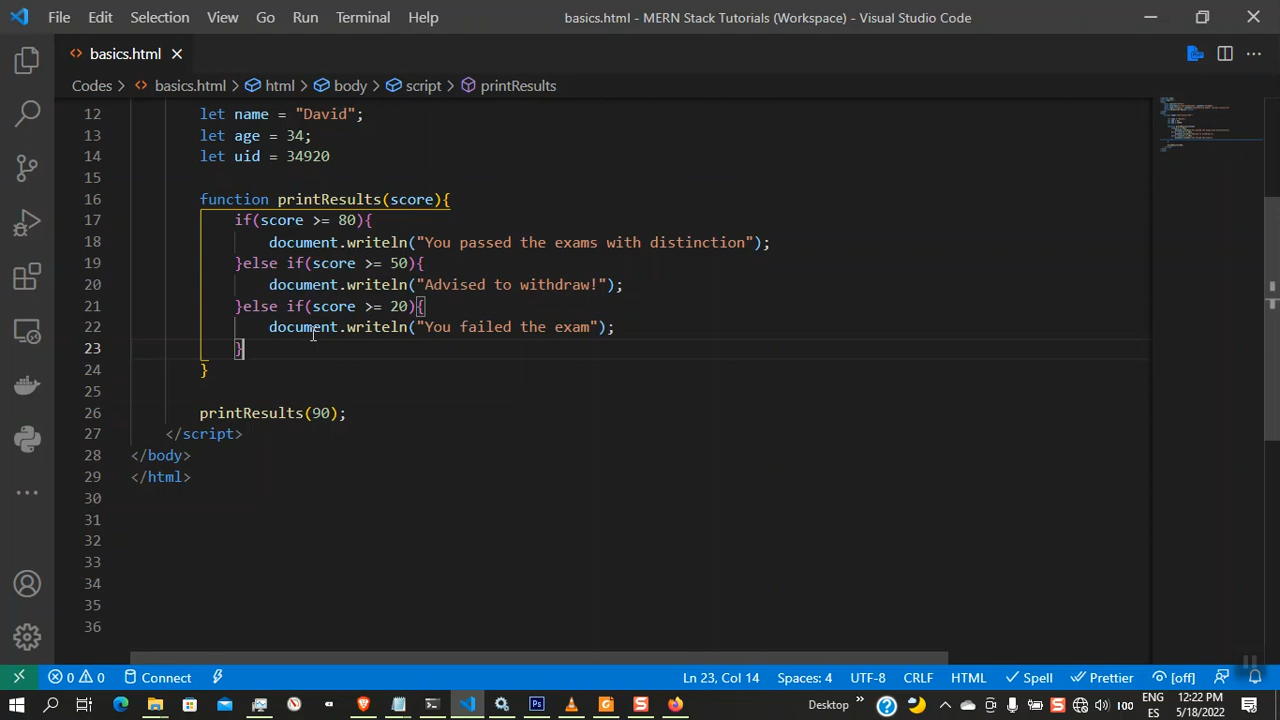 File Edit Selection View Go Run Terminal Help basics.html - MERN Stack Tutorials (Workspace) - Visual Studio Code
basics.html
Codes > basics.html > html > body > script > printResults
12 let name = "David";
13 let age = 34;
14 let uid = 34920
15
16 function printResults(score){
17 if(score >= 80){
18 document.writeln("You passed the exams with distinction");
19 }else if(score >= 50){
20 document.writeln("Advised to withdraw!");
21 }else if(score >= 20){
22 document.writeln("You failed the exam");
23 }
24 }
25
26 printResults(90);
27 </script>
28 </body>
29 </html>
30
31
32
33
34
35
36
0 0 Connect Ln 23, Col 14 Spaces: 4 UTF-8 CRLF HTML Spell Prettier [off]
Desktop » 100 ENG 12:22 PM
ES 5/18/2022